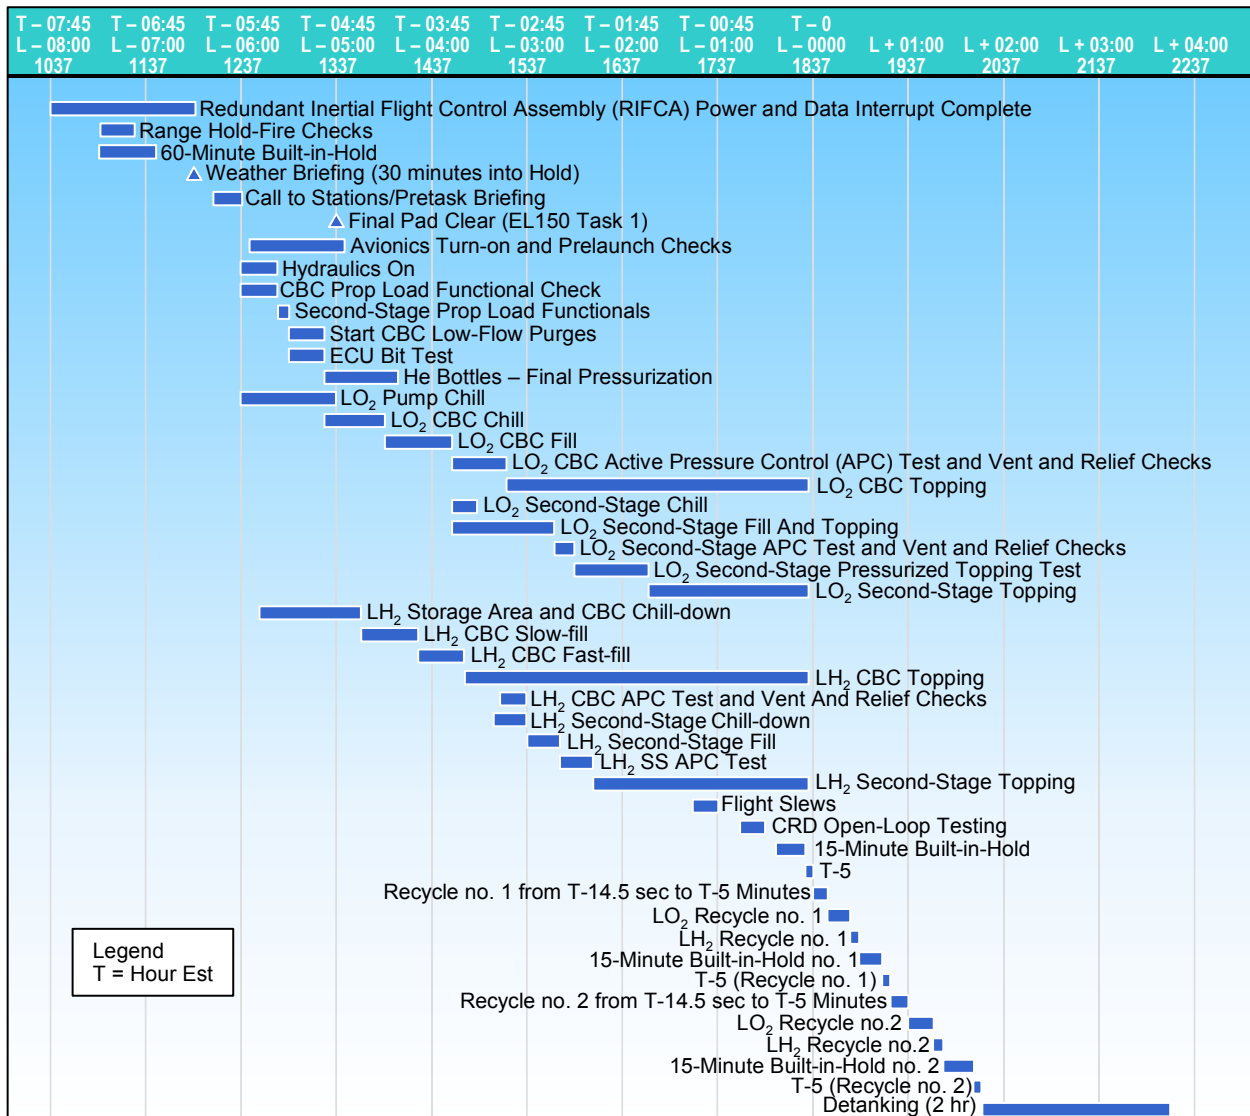 T – 07:45 T – 06:45 T – 05:45 T – 04:45 T – 03:45 T – 02:45 T – 01:45 T – 00:45 T – 0
L – 08:00 L – 07:00 L – 06:00 L – 05:00 L – 04:00 L – 03:00 L – 02:00 L – 01:00 L – 0000 L + 01:00 L + 02:00 L + 03:00 L + 04:00
1037 1137 1237 1337 1437 1537 1637 1737 1837 1937 2037 2137 2237
Redundant Inertial Flight Control Assembly (RIFCA) Power and Data Interrupt Complete
Range Hold-Fire Checks
60-Minute Built-in-Hold
Weather Briefing (30 minutes into Hold)
Call to Stations/Pretask Briefing
Final Pad Clear (EL150 Task 1)
Avionics Turn-on and Prelaunch Checks
Hydraulics On
CBC Prop Load Functional Check
Second-Stage Prop Load Functionals
Start CBC Low-Flow Purges
ECU Bit Test
He Bottles – Final Pressurization
LO₂ Pump Chill
LO₂ CBC Chill
LO₂ CBC Fill
LO₂ CBC Active Pressure Control (APC) Test and Vent and Relief Checks
LO₂ CBC Topping
LO₂ Second-Stage Chill
LO₂ Second-Stage Fill And Topping
LO₂ Second-Stage APC Test and Vent and Relief Checks
LO₂ Second-Stage Pressurized Topping Test
LO₂ Second-Stage Topping
LH₂ Storage Area and CBC Chill-down
LH₂ CBC Slow-fill
LH₂ CBC Fast-fill
LH₂ CBC Topping
LH₂ CBC APC Test and Vent And Relief Checks
LH₂ Second-Stage Chill-down
LH₂ Second-Stage Fill
LH₂ SS APC Test
LH₂ Second-Stage Topping
Flight Slews
CRD Open-Loop Testing
15-Minute Built-in-Hold
T-5
Recycle no. 1 from T-14.5 sec to T-5 Minutes
LO₂ Recycle no. 1
LH₂ Recycle no. 1
15-Minute Built-in-Hold no. 1
T-5 (Recycle no. 1)
Recycle no. 2 from T-14.5 sec to T-5 Minutes
LO₂ Recycle no.2
LH₂ Recycle no.2
15-Minute Built-in-Hold no. 2
T-5 (Recycle no. 2)
Detanking (2 hr)
Legend
T = Hour Est